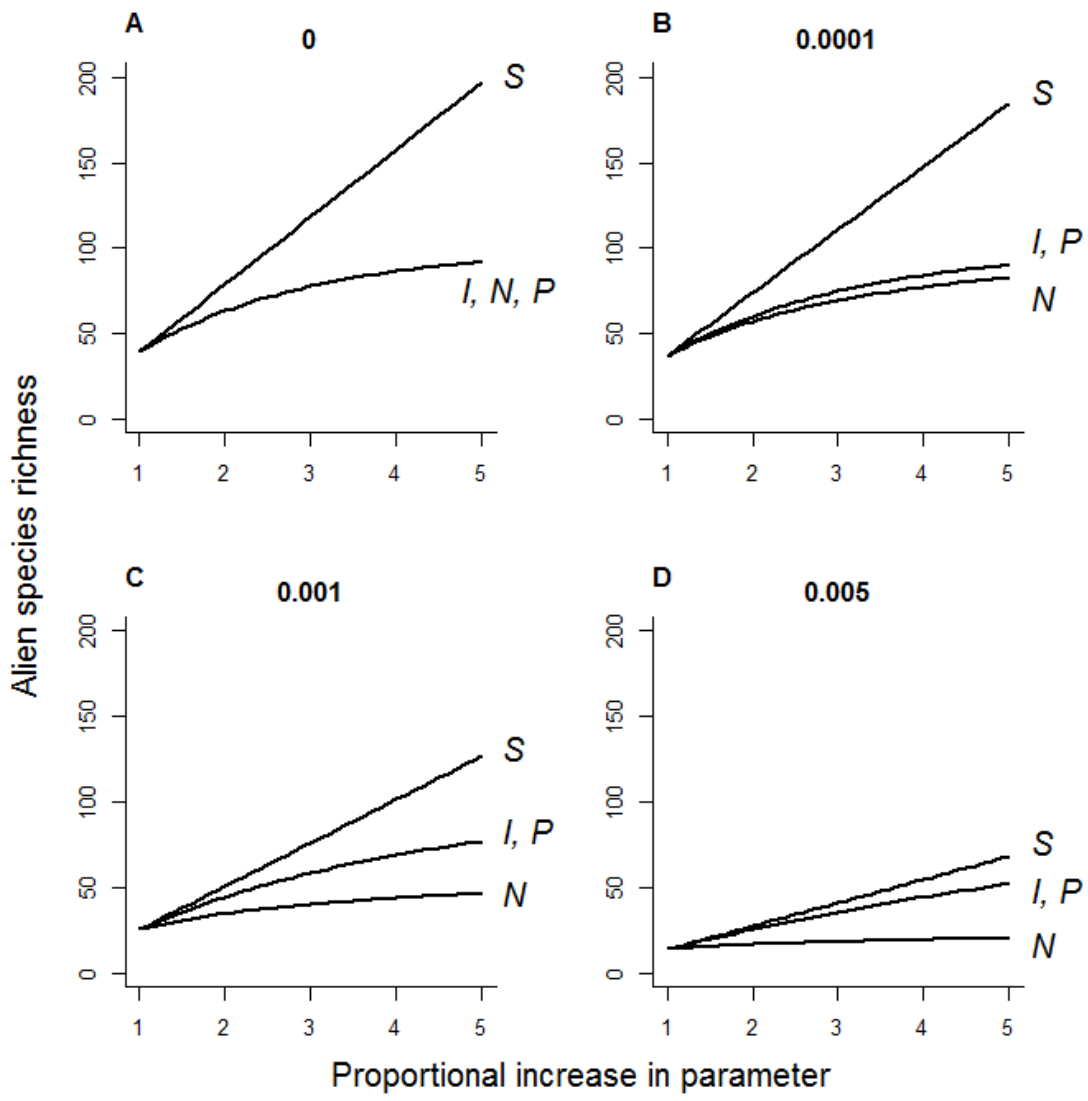 A
0
200
150
100
50
0
S
I, N, P
1 2 3 4 5
B
0.0001
200
150
100
50
0
S
I, P
N
1 2 3 4 5
C
0.001
200
150
100
50
0
S
I, P
N
1 2 3 4 5
D
0.005
200
150
100
50
0
S
I, P
N
1 2 3 4 5
Alien species richness
Proportional increase in parameter